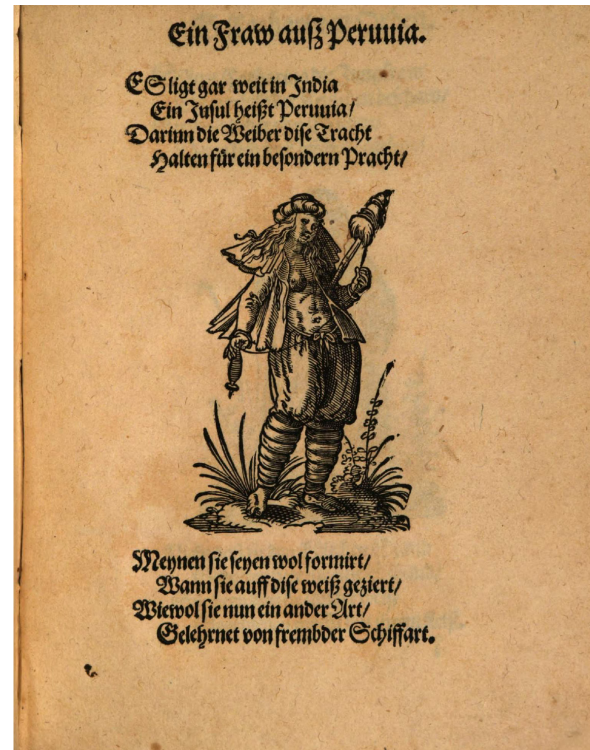 Ein Fraw auß Peruuia.
ES ligt gar weit in India
Ein Insul heißt Peruuia/
Darinn die Weiber dise Tracht
Halten für ein besondern Pracht/
Meynen sie seyen wol formirt/
Wann sie auff dise weiß geziert/
Wiewol sie nun ein ander Art/
Gelehrnet von frembder Schiffart.